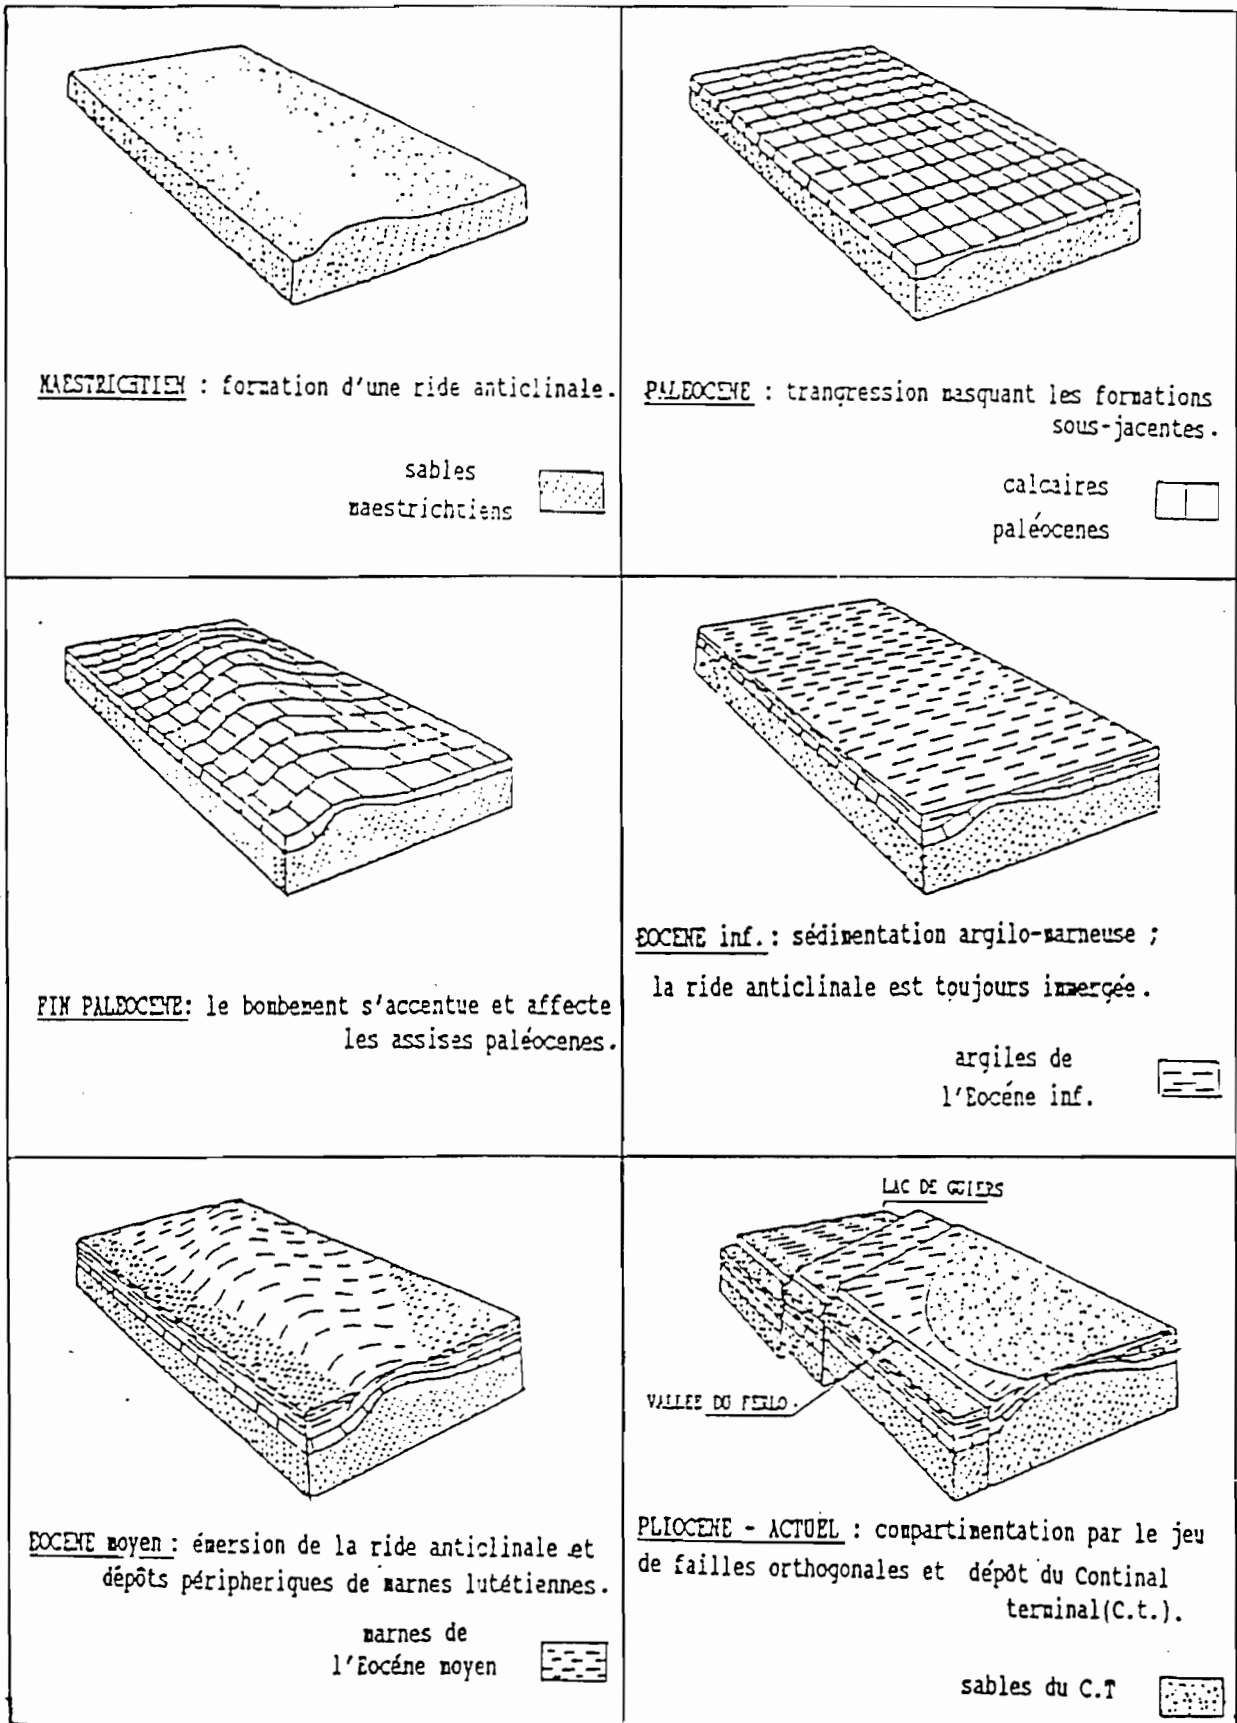 MAESTRICHTIEN : formation d'une ride anticlinale.
sables
maestrichtiens
PALEOCENE : trangression masquant les formations
sous-jacentes.
calcaires
paléocenes
FIN PALEOCENE: le bombement s'accentue et affecte
les assises paléocenes.
EOCENE inf. : sédimentation argilo-marneuse ;
la ride anticlinale est toujours immergée.
argiles de
l'Eocéne inf.
EOCENE moyen : émersion de la ride anticlinale et
dépôts péripheriques de marnes lutétiennes.
marnes de
l'Eocéne moyen
LAC DE GUIERS
VALLEE DU FERLO
PLIOCENE - ACTUEL : compartimentation par le jeu
de failles orthogonales et dépôt du Continal
terminal(C.t.).
sables du C.T